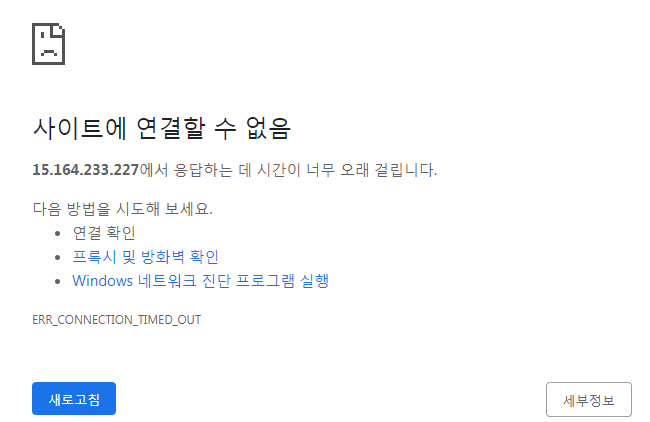 사이트에 연결할 수 없음
15.164.233.227에서 응답하는 데 시간이 너무 오래 걸립니다.
다음 방법을 시도해 보세요.
• 연결 확인
• 프록시 및 방화벽 확인
• Windows 네트워크 진단 프로그램 실행
ERR_CONNECTION_TIMED_OUT
새로고침
세부정보